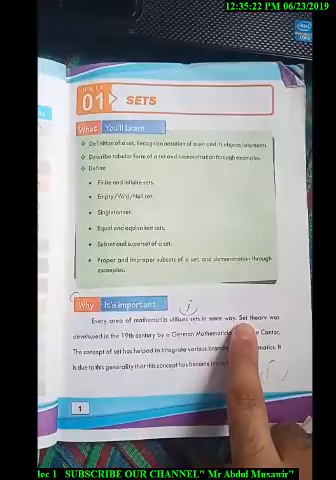 12:35:22 PM 06/23/2019
UNIT
01
SETS
What You'll Learn
❖ Definition of a set, Recognize notation of a set and its objects/elements.
❖ Describe tabular form of a set and demonstration through examples.
❖ Define
• Finite and infinite sets.
• Empty/Void/Null set.
• Singleton set.
• Equal and equivalent sets.
• Subset and superset of a set.
• Proper and improper subsets of a set, and demonstration through
examples.
Why It's important
Every area of mathematics utilizes sets in some way. Set theory was
developed in the 19th century by a German Cantor.
The concept of set has helped to integrate various It
is due to this generality that this concept has become
1
lec 1 SUBSCRIBE OUR CHANNEL" Mr Abdul Musawir"